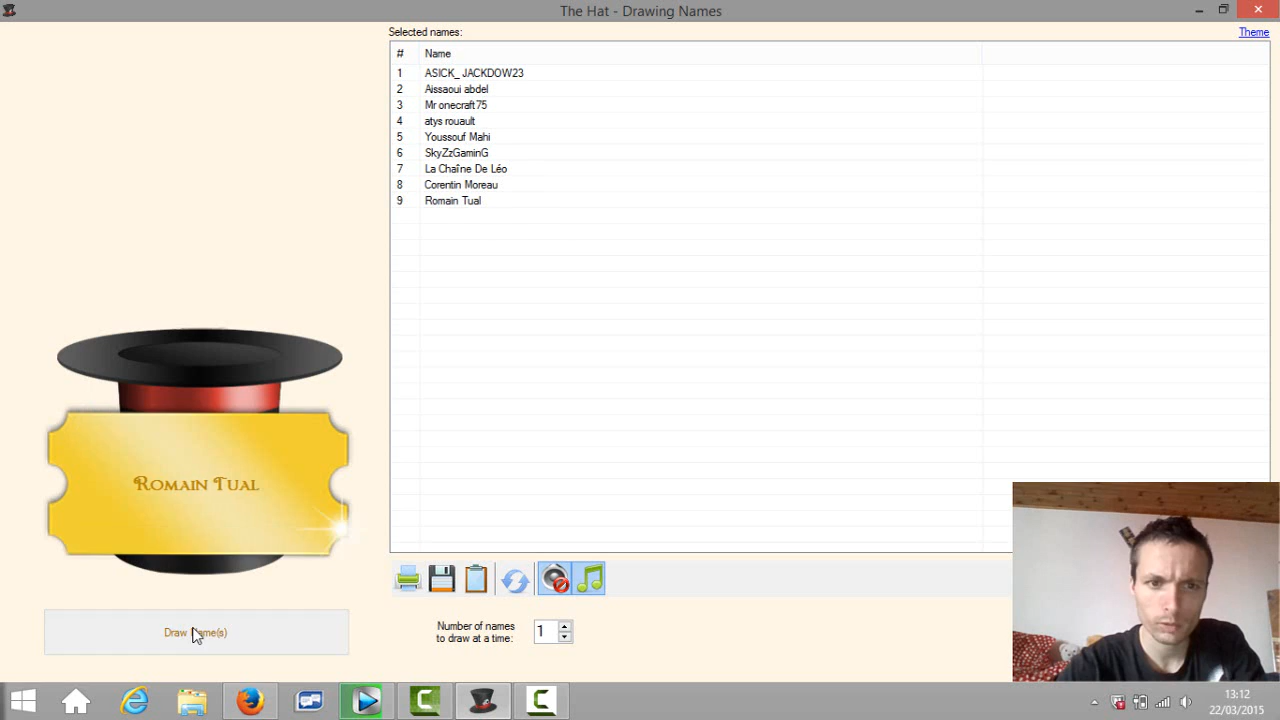 The Hat - Drawing Names
Selected names:
Theme
# Name
1 ASICK_ JACKDOW23
2 Aissaoui abdel
3 Mr onecraft75
4 atys rouault
5 Youssouf Mahi
6 SkyZzGaminG
7 La Chaîne De Léo
8 Corentin Moreau
9 Romain Tual
Romain Tual
Draw Name(s)
Number of names
to draw at a time:
1
13:12
22/03/2015